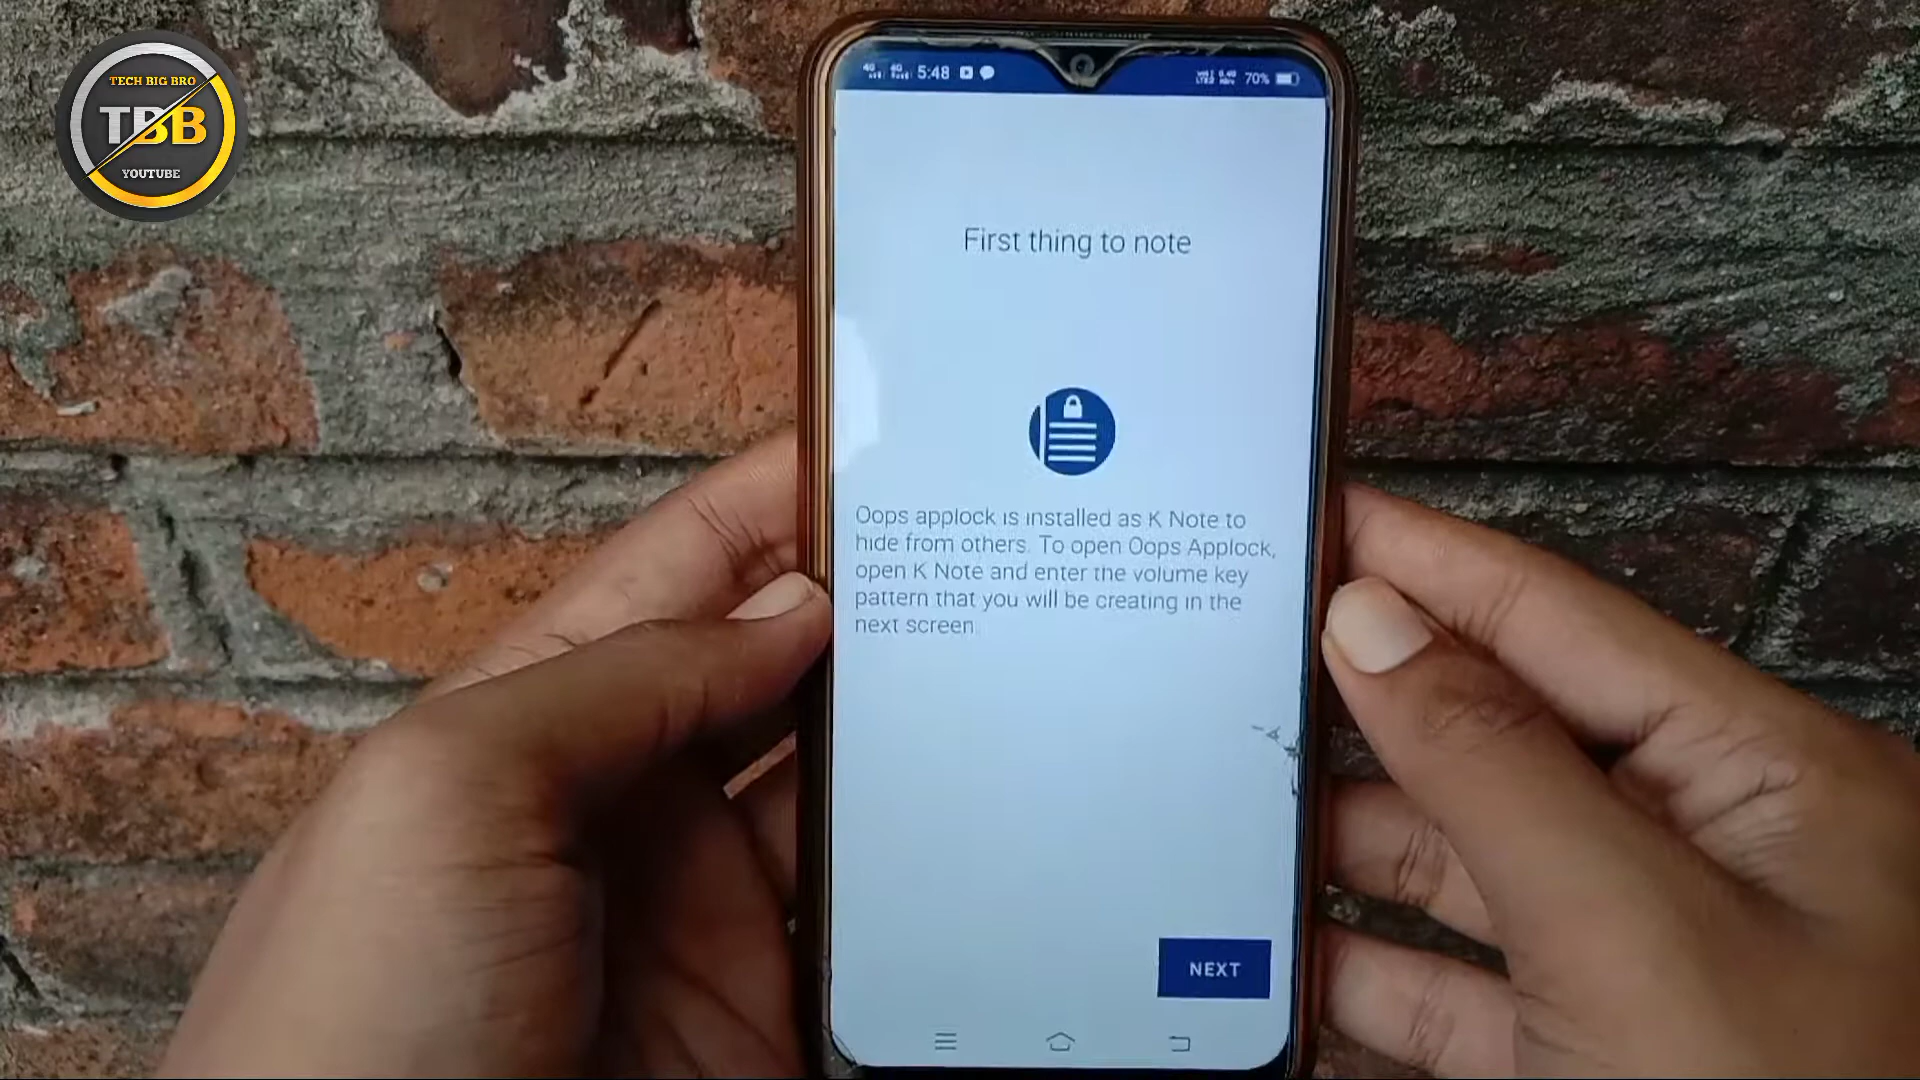 TECH BIG BRO
TBB
YOUTUBE
5:48
70%
First thing to note
Oops applock is installed as K Note to
hide from others. To open Oops Applock,
open K Note and enter the volume key
pattern that you will be creating in the
next screen.
NEXT